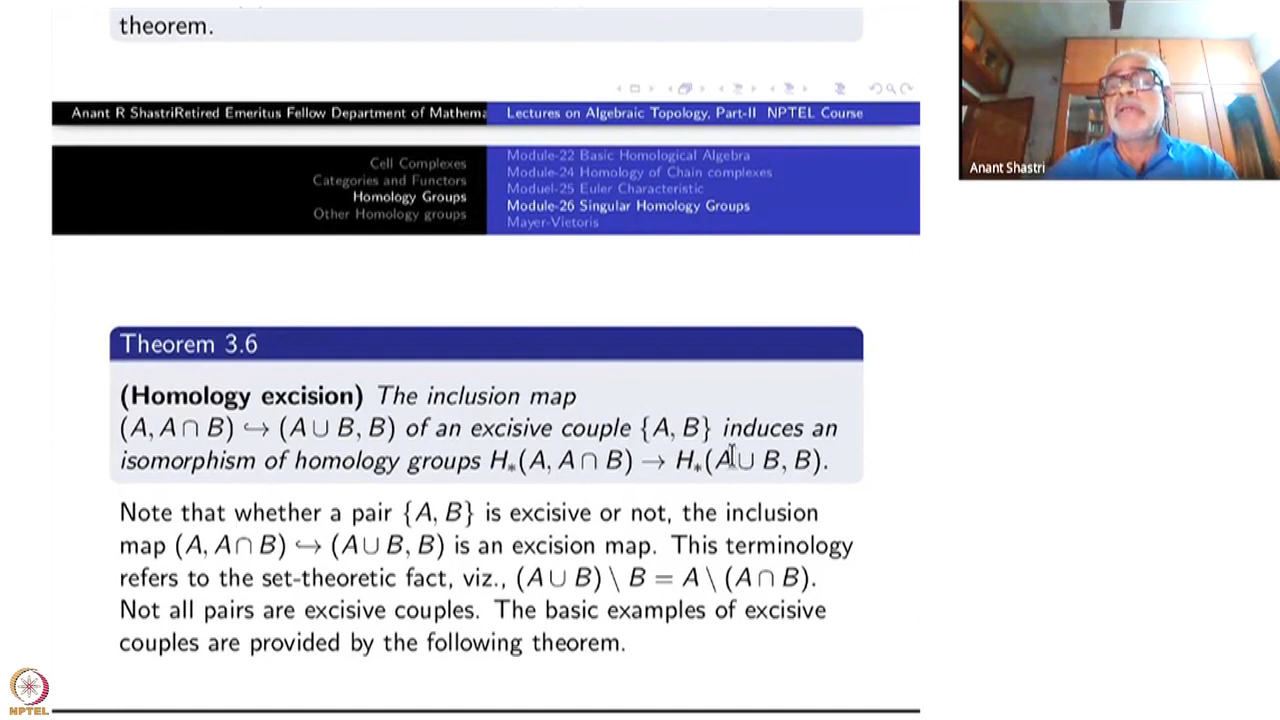 theorem.
Anant R ShastriRetired Emeritus Fellow Department of Mathema
Lectures on Algebraic Topology, Part-II NPTEL Course
Cell Complexes
Categories and Functors
Homology Groups
Other Homology groups
Module-22 Basic Homological Algebra
Module-24 Homology of Chain complexes
Moduel-25 Euler Characteristic
Module-26 Singular Homology Groups
Mayer-Vietoris
Anant Shastri
Theorem 3.6
(Homology excision) The inclusion map
(A, A ∩ B) ↪ (A ∪ B, B) of an excisive couple {A, B} induces an
isomorphism of homology groups H∗(A, A ∩ B) → H∗(A ∪ B, B).
Note that whether a pair {A, B} is excisive or not, the inclusion
map (A, A ∩ B) ↪ (A ∪ B, B) is an excision map. This terminology
refers to the set-theoretic fact, viz., (A ∪ B) \ B = A \ (A ∩ B).
Not all pairs are excisive couples. The basic examples of excisive
couples are provided by the following theorem.
NPTEL